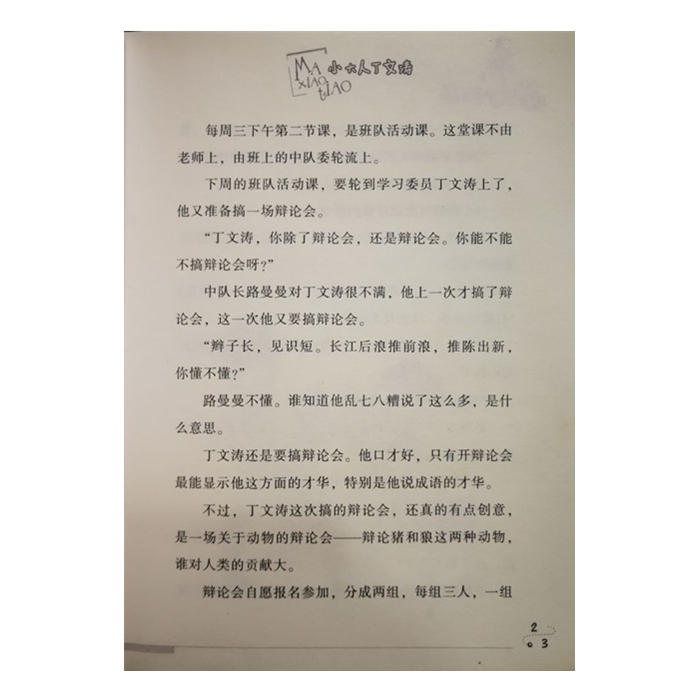 MA
XIAO
tIAO
小大人丁文涛
每周三下午第二节课，是班队活动课。这堂课不由
老师上，由班上的中队委轮流上。
下周的班队活动课，要轮到学习委员丁文涛上了，
他又准备搞一场辩论会。
“丁文涛，你除了辩论会，还是辩论会。你能不能
不搞辩论会呀？”
中队长路曼曼对丁文涛很不满，他上一次才搞了辩
论会，这一次他又要搞辩论会。
“辫子长，见识短。长江后浪推前浪，推陈出新，
你懂不懂？”
路曼曼不懂。谁知道他乱七八糟说了这么多，是什
么意思。
丁文涛还是要搞辩论会。他口才好，只有开辩论会
最能显示他这方面的才华，特别是他说成语的才华。
不过，丁文涛这次搞的辩论会，还真的有点创意，
是一场关于动物的辩论会——辩论猪和狼这两种动物，
谁对人类的贡献大。
辩论会自愿报名参加，分成两组，每组三人，一组
2
3